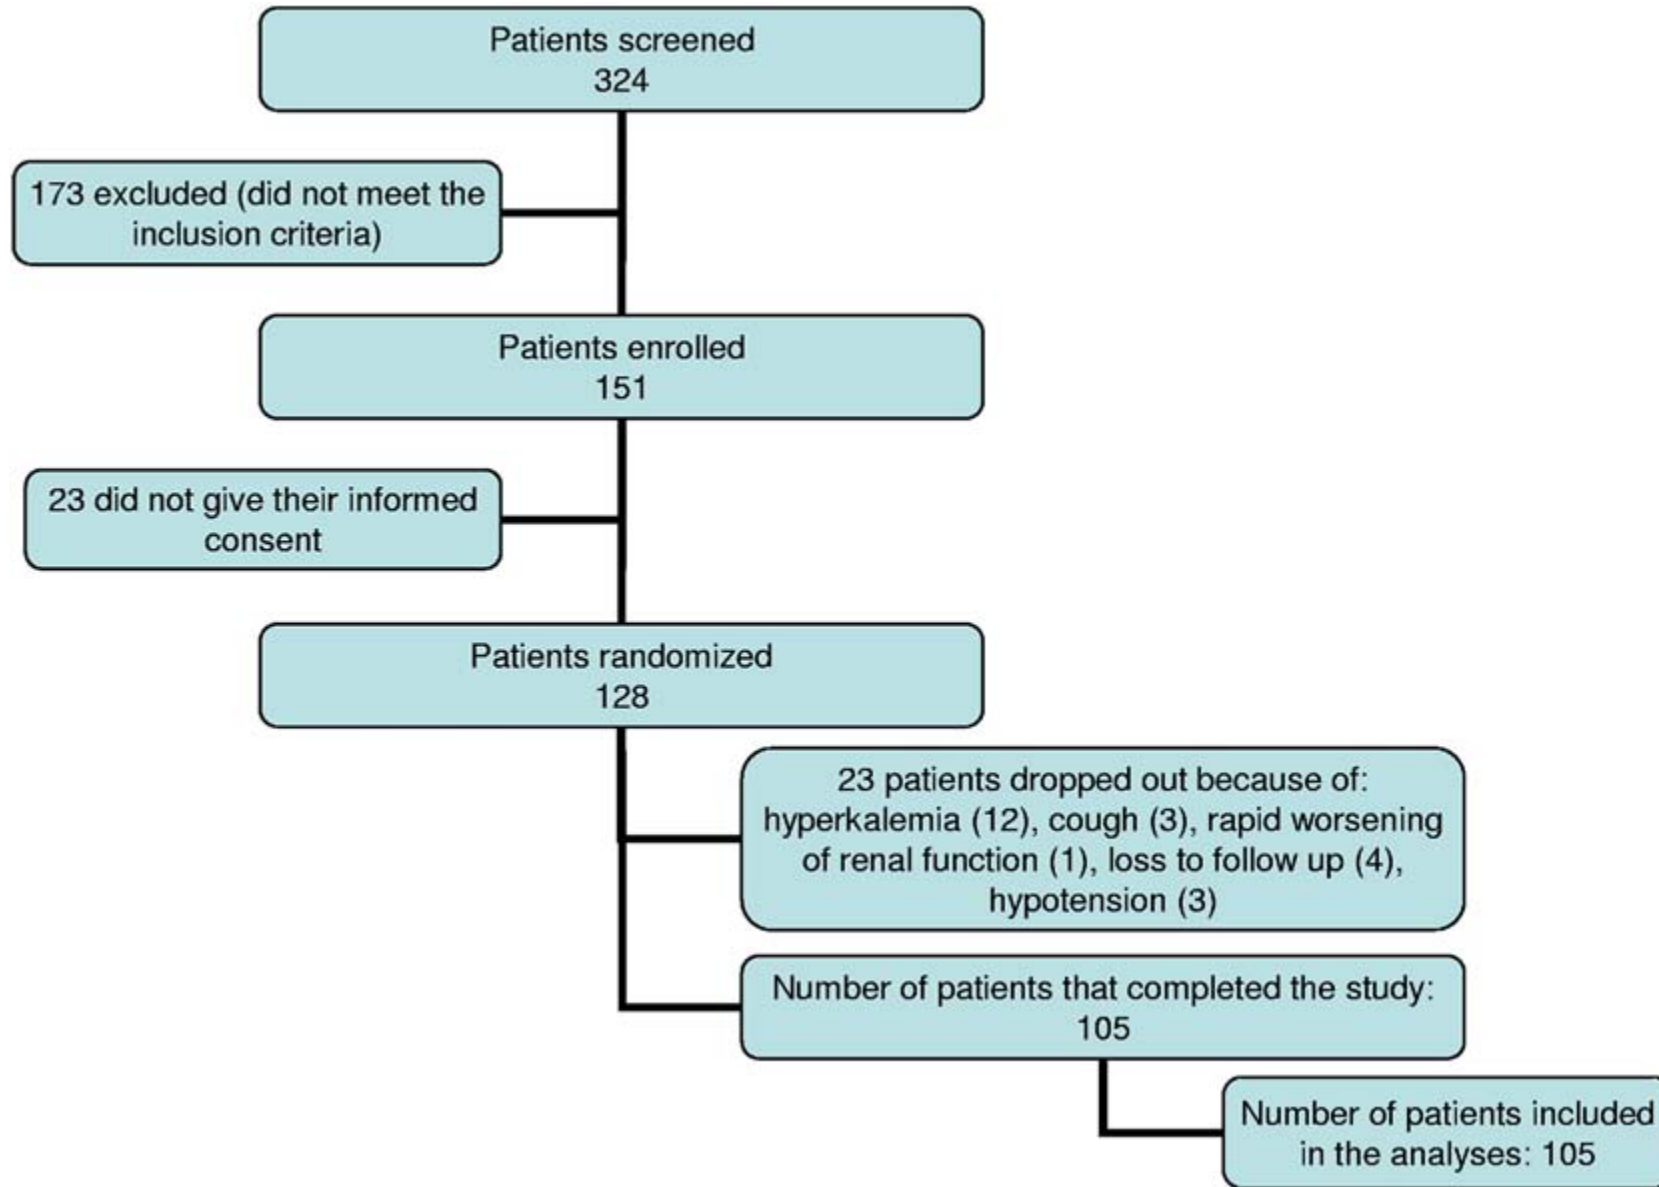 Patients screened
324
173 excluded (did not meet the
inclusion criteria)
Patients enrolled
151
23 did not give their informed
consent
Patients randomized
128
23 patients dropped out because of:
hyperkalemia (12), cough (3), rapid worsening
of renal function (1), loss to follow up (4),
hypotension (3)
Number of patients that completed the study:
105
Number of patients included
in the analyses: 105